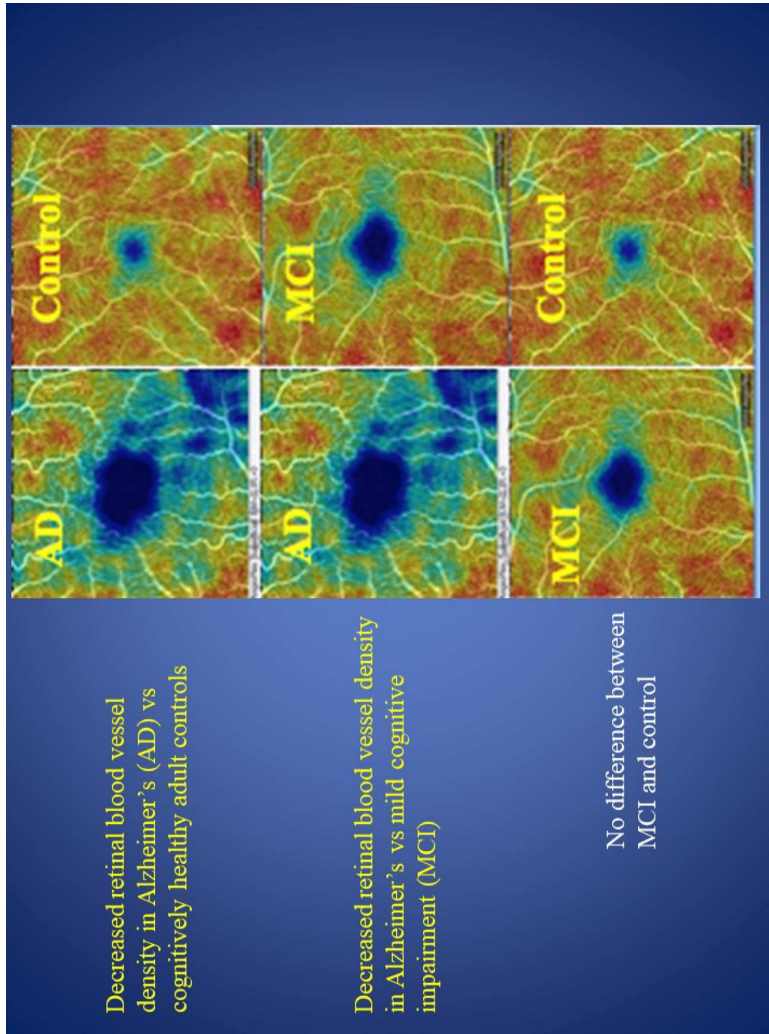 Decreased retinal blood vessel
density in Alzheimer's (AD) vs
cognitively healthy adult controls
AD
Control
Decreased retinal blood vessel density
in Alzheimer's vs mild cognitive
impairment (MCI)
AD
MCI
No difference between
MCI and control
MCI
Control